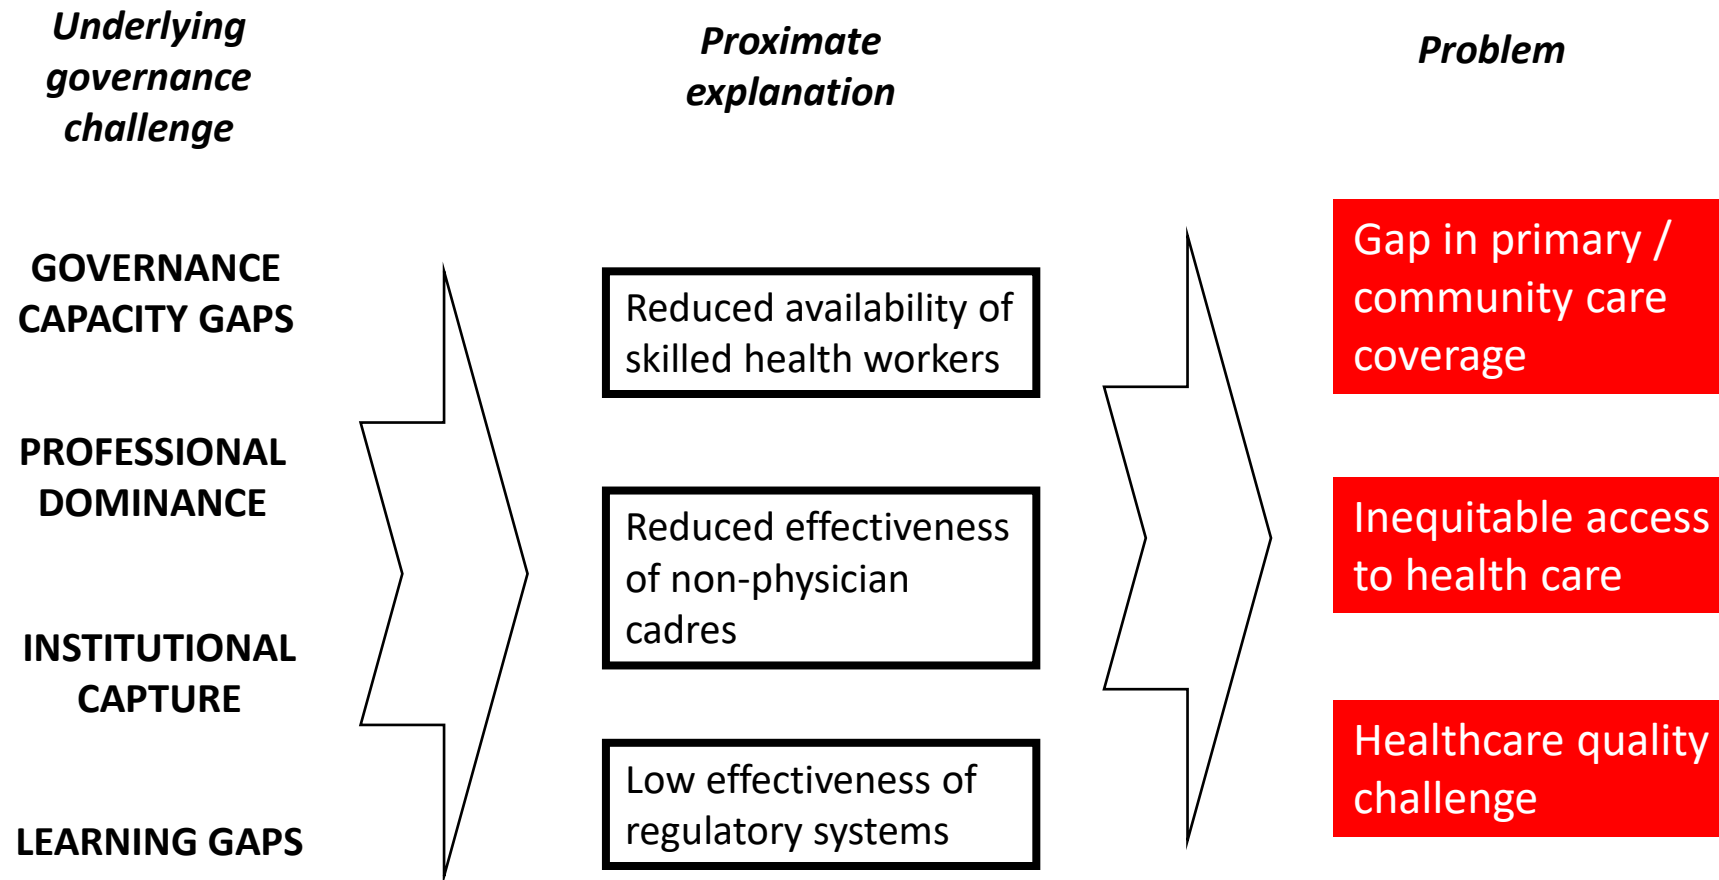 Underlying
governance
challenge
Proximate
explanation
Problem
GOVERNANCE
CAPACITY GAPS
PROFESSIONAL
DOMINANCE
INSTITUTIONAL
CAPTURE
LEARNING GAPS
Reduced availability of
skilled health workers
Reduced effectiveness
of non-physician
cadres
Low effectiveness of
regulatory systems
Gap in primary /
community care
coverage
Inequitable access
to health care
Healthcare quality
challenge